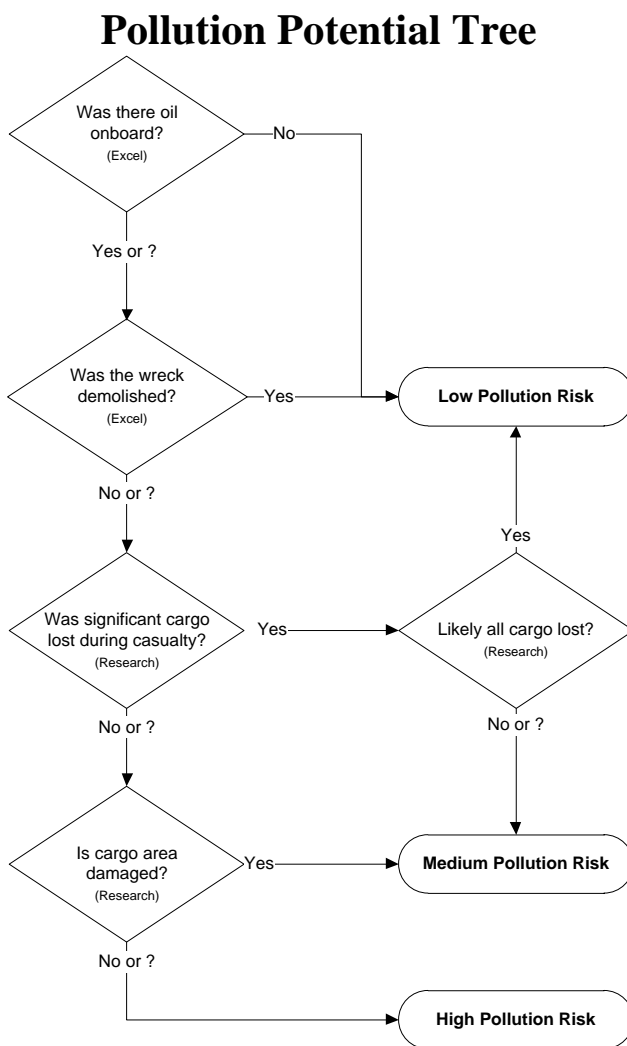 Pollution Potential Tree
Was there oil
onboard?
(Excel)
No
Yes or ?
Was the wreck
demolished?
(Excel)
Yes
Low Pollution Risk
No or ?
Yes
Was significant cargo
lost during casualty?
(Research)
Yes
Likely all cargo lost?
(Research)
No or ?
No or ?
Is cargo area
damaged?
(Research)
Yes
Medium Pollution Risk
No or ?
High Pollution Risk